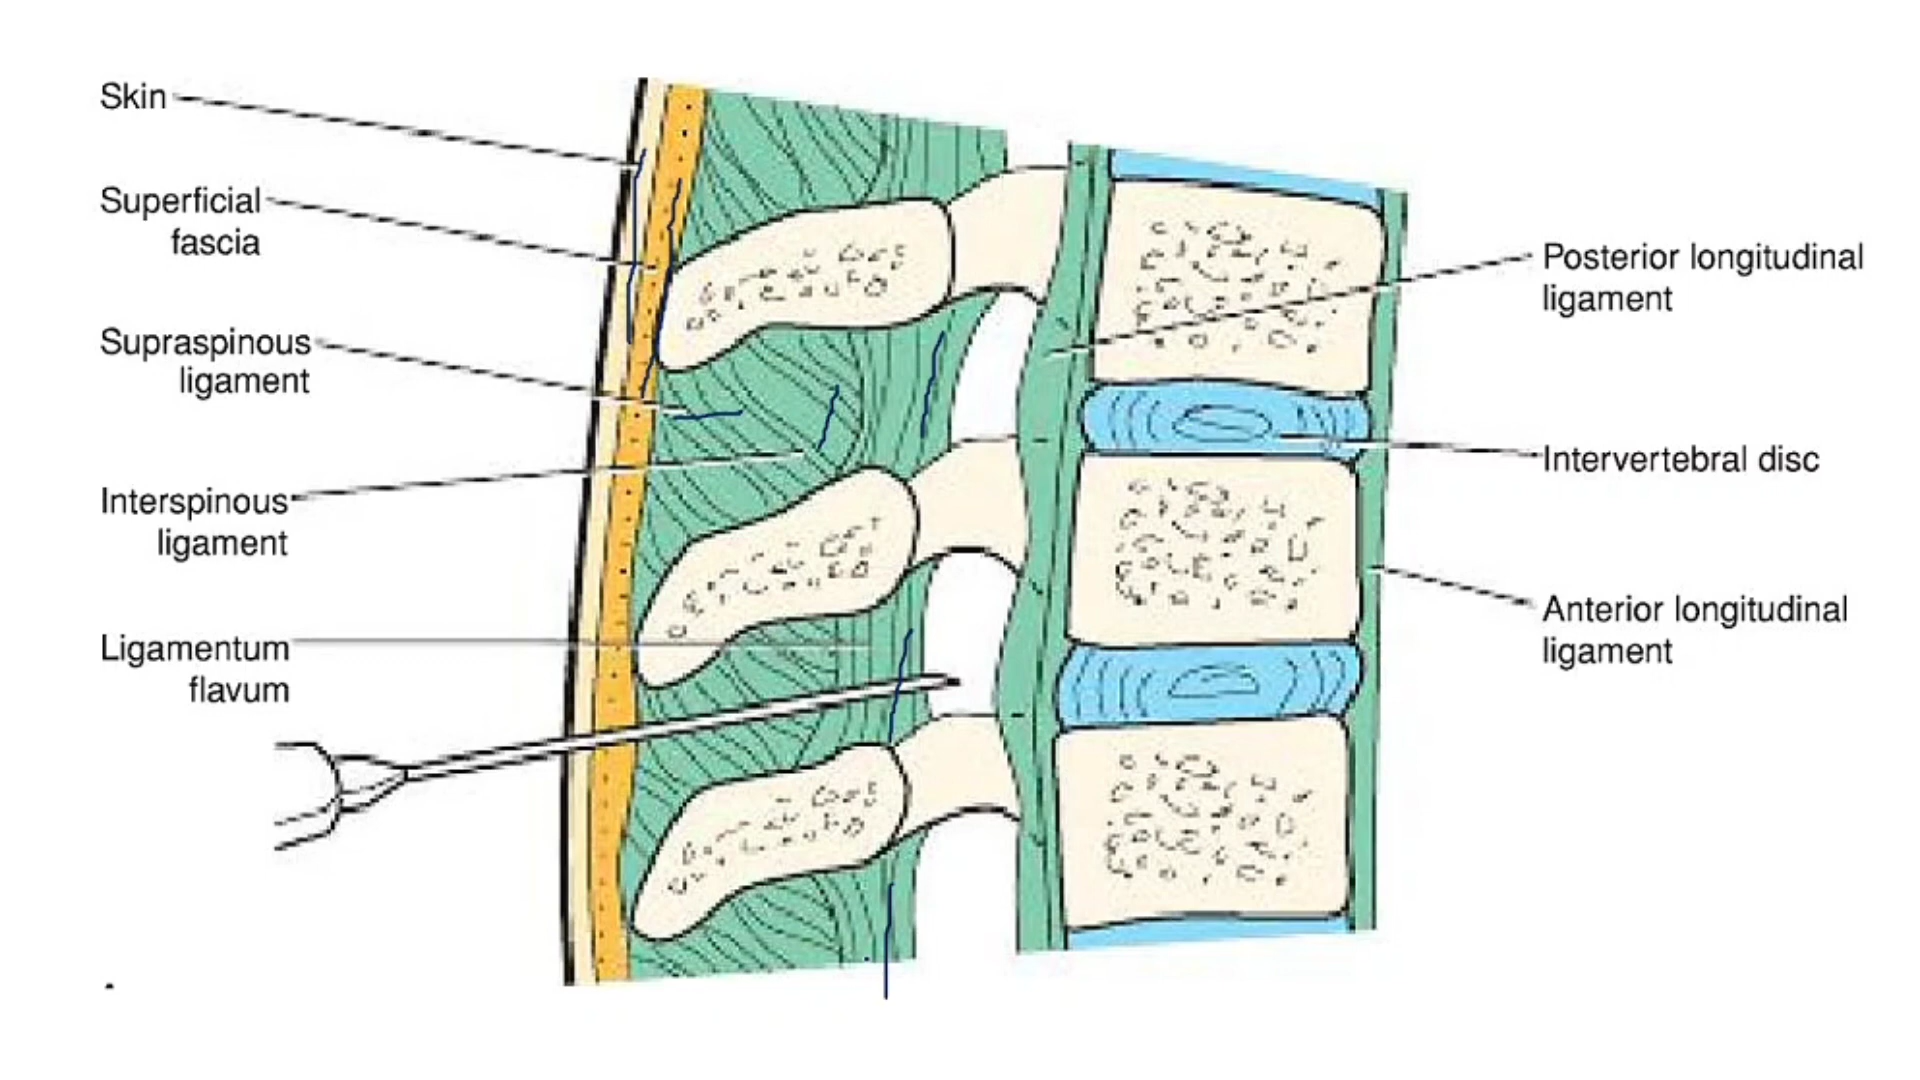 Skin
Superficial
fascia
Supraspinous
ligament
Interspinous
ligament
Ligamentum
flavum
Posterior longitudinal
ligament
Intervertebral disc
Anterior longitudinal
ligament